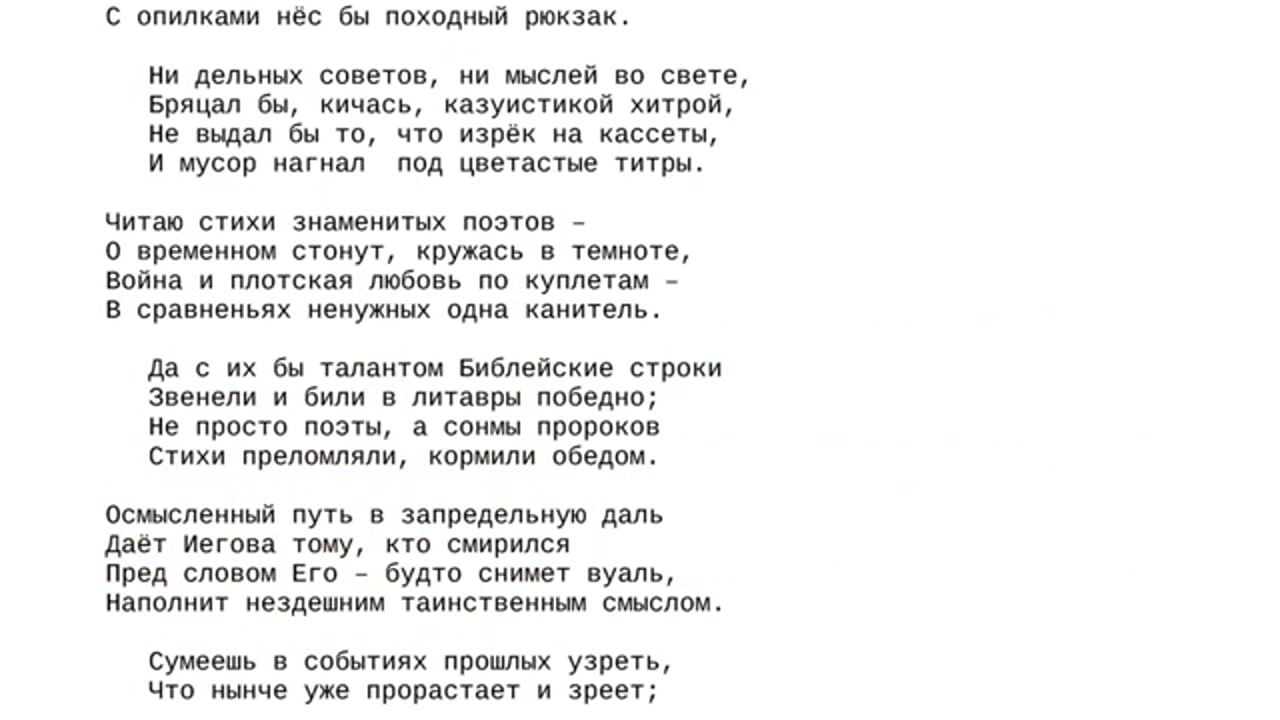 С опилками нёс бы походный рюкзак.
Ни дельных советов, ни мыслей во свете,
Бряцал бы, кичась, казуистикой хитрой,
Не выдал бы то, что изрёк на кассеты,
И мусор нагнал  под цветастые титры.
Читаю стихи знаменитых поэтов –
О временном стонут, кружась в темноте,
Война и плотская любовь по куплетам –
В сравненьях ненужных одна канитель.
Да с их бы талантом Библейские строки
Звенели и били в литавры победно;
Не просто поэты, а сонмы пророков
Стихи преломляли, кормили обедом.
Осмысленный путь в запредельную даль
Даёт Иегова тому, кто смирился
Пред словом Его – будто снимет вуаль,
Наполнит нездешним таинственным смыслом.
Сумеешь в событиях прошлых узреть,
Что нынче уже прорастает и зреет;